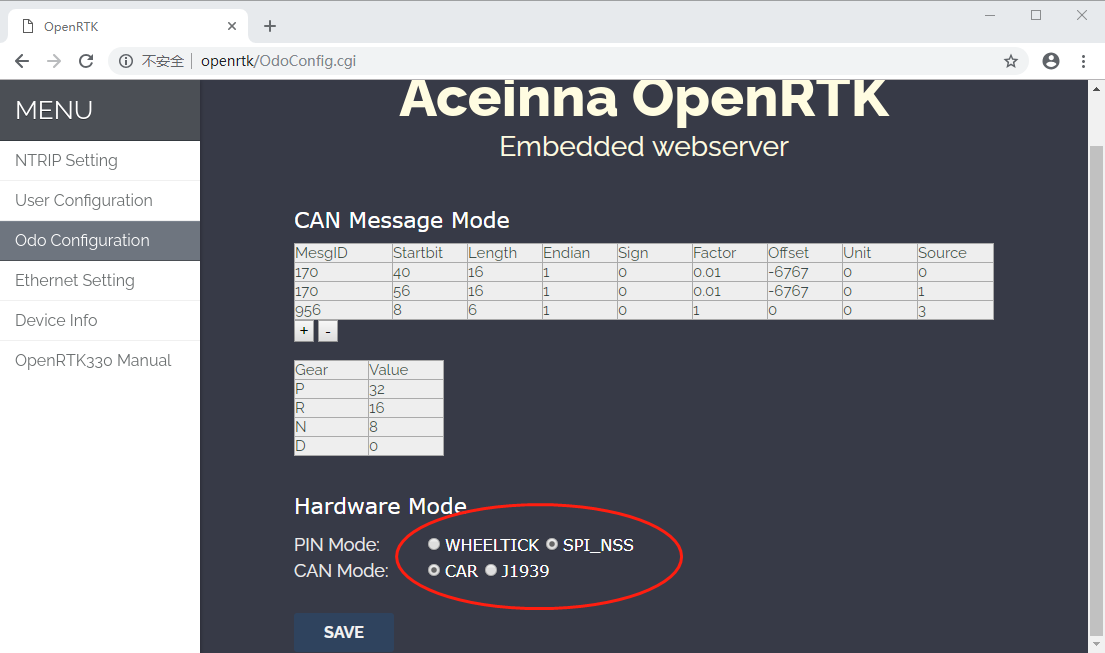 OpenRTK
不安全 openrtk/OdoConfig.cgi
MENU
NTRIP Setting
User Configuration
Odo Configuration
Ethernet Setting
Device Info
OpenRTK330 Manual
Aceinna OpenRTK
Embedded webserver
CAN Message Mode
MesgID Startbit Length Endian Sign Factor Offset Unit Source
170 40 16 1 0 0.01 -6767 0 0
170 56 16 1 0 0.01 -6767 0 1
956 8 6 1 0 1 0 0 3
+ -
Gear Value
P 32
R 16
N 8
D 0
Hardware Mode
PIN Mode: WHEELTICK SPI_NSS
CAN Mode: CAR J1939
SAVE